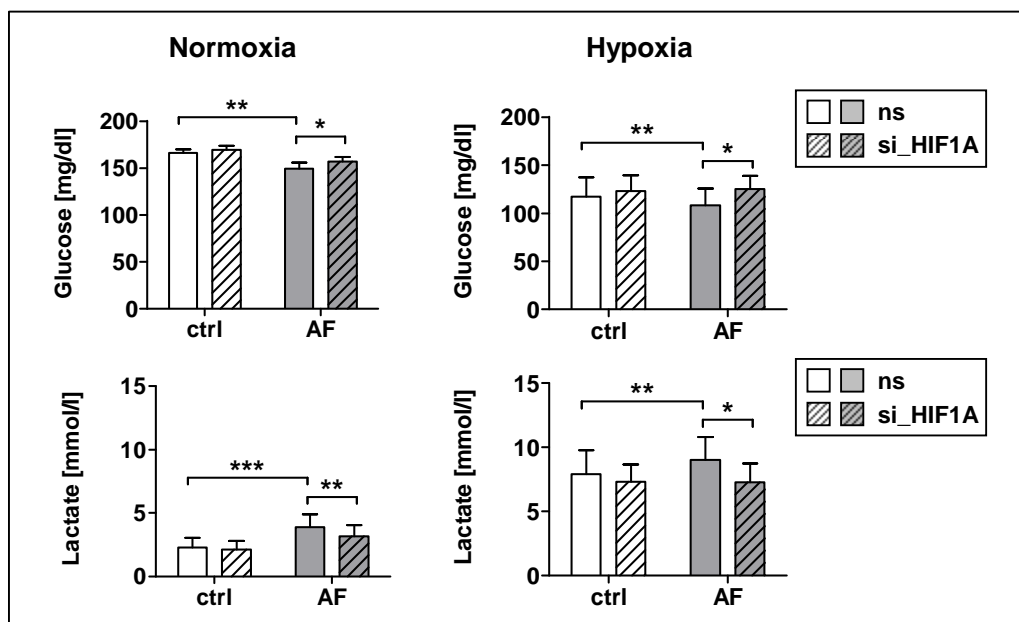 Normoxia
Hypoxia
Glucose [mg/dl]
200
150
100
50
0
**
*
ctrl
AF
Glucose [mg/dl]
200
150
100
50
0
**
*
ctrl
AF
ns
si_HIF1A
Lactate [mmol/l]
15
10
5
0
***
**
ctrl
AF
Lactate [mmol/l]
15
10
5
0
**
*
ctrl
AF
ns
si_HIF1A